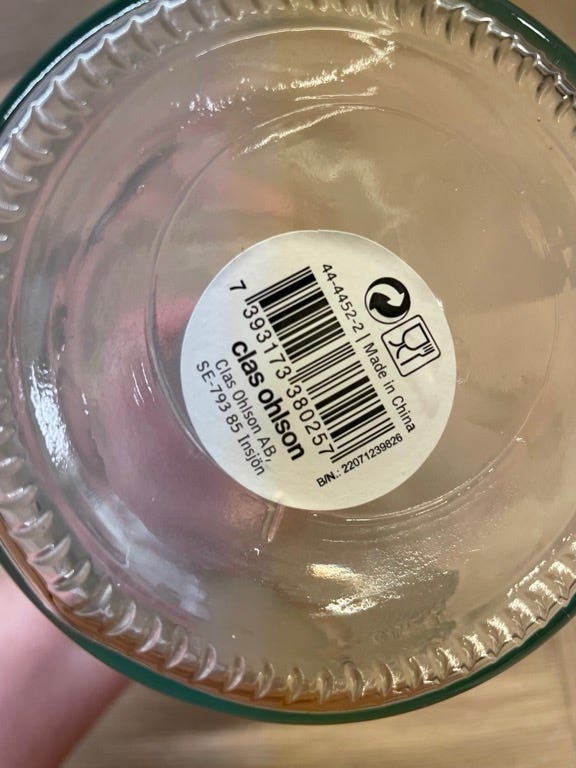 44-4452-2 | Made in China
7 393173 380257
B/N.: 22071239826
clas ohlson
Clas Ohlson AB,
SE-793 85 Insjön